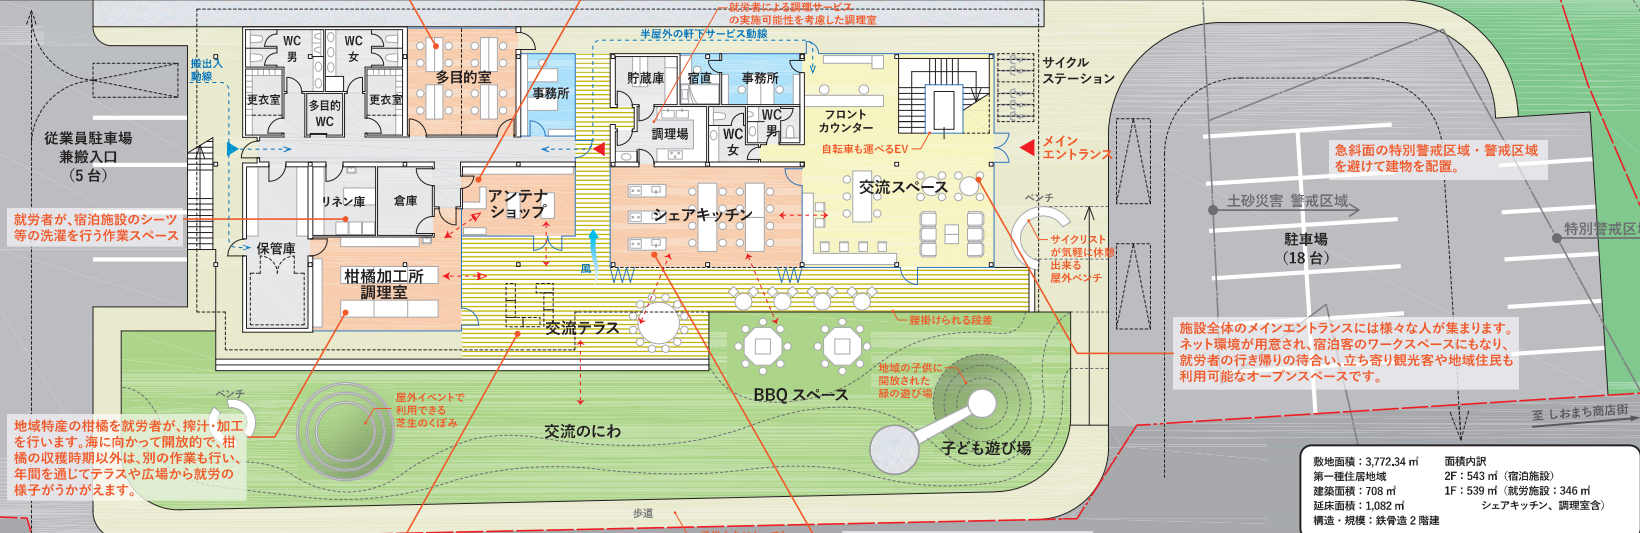 就労者による調理サービス
の実施可能性を考慮した調理室
半屋外の軒下サービス動線
搬出入
動線
WC
男
WC
女
更衣室
多目的
WC
更衣室
多目的室
事務所
貯蔵庫
宿直
事務所
調理場
WC
女
WC
男
フロント
カウンター
自転車も運べるEV
サイクル
ステーション
メイン
エントランス
従業員駐車場
兼搬入口
（5 台）
就労者が、宿泊施設のシーツ
等の洗濯を行う作業スペース
リネン庫
倉庫
アンテナ
ショップ
保管庫
柑橘加工所
調理室
シェアキッチン
交流スペース
風
ベンチ
サイクリスト
が気軽に休憩
出来る
屋外ベンチ
急斜面の特別警戒区域・警戒区域
を避けて建物を配置。
土砂災害 警戒区域
特別警戒区
駐車場
（18 台）
交流テラス
腰掛けられる段差
施設全体のメインエントランスには様々な人が集まります。
ネット環境が用意され、宿泊客のワークスペースにもなり、
就労者の行き帰りの待合い、立ち寄り観光客や地域住民も
利用可能なオープンスペースです。
地域の子供に
開放された
緑の遊び場
BBQ スペース
ベンチ
屋外イベントで
利用できる
芝生のくぼみ
交流のにわ
子ども遊び場
地域特産の柑橘を就労者が、搾汁・加工
を行います。海に向かって開放的で、柑
橘の収穫時期以外は、別の作業も行い、
年間を通じてテラスや広場から就労の
様子がうかがえます。
至 しおまち商店街
歩道
敷地面積：3,772.34 ㎡
第一種住居地域
建築面積：708 ㎡
延床面積：1,082 ㎡
構造・規模：鉄骨造 2 階建
面積内訳
2F：543 ㎡（宿泊施設）
1F：539 ㎡（就労施設：346 ㎡
シェアキッチン、調理室含）